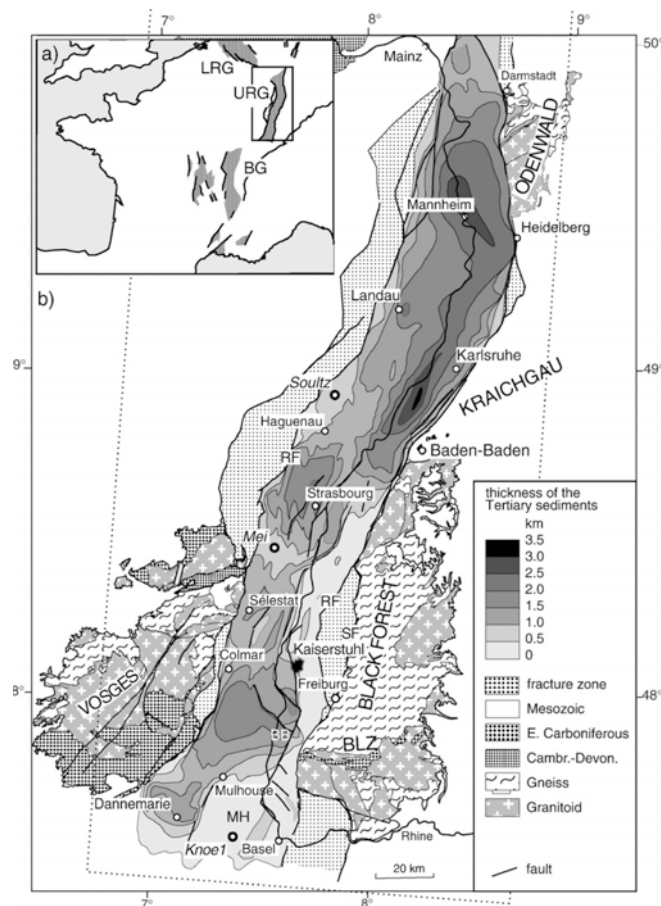 7°
8°
9°
50°
a)
LRG
URG
BG
Mainz
Darmstadt
ODENWALD
Mannheim
Heidelberg
b)
Landau
9°
49°
Karlsruhe
Soultz
KRAICHGAU
Haguenau
Baden-Baden
RF
Strasbourg
Mei
Sélestat
RF
SF
BLACK FOREST
Kaiserstuhl
Colmar
VOSGES
Freiburg
8°
48°
BB
BLZ
Mulhouse
Dannemarie
MH
Knoe1
Basel
Rhine
20 km
7°
8°
thickness of the
Tertiary sediments
km
3.5
3.0
2.5
2.0
1.5
1.0
0.5
0
fracture zone
Mesozoic
E. Carboniferous
Cambr.-Devon.
Gneiss
Granitoid
fault